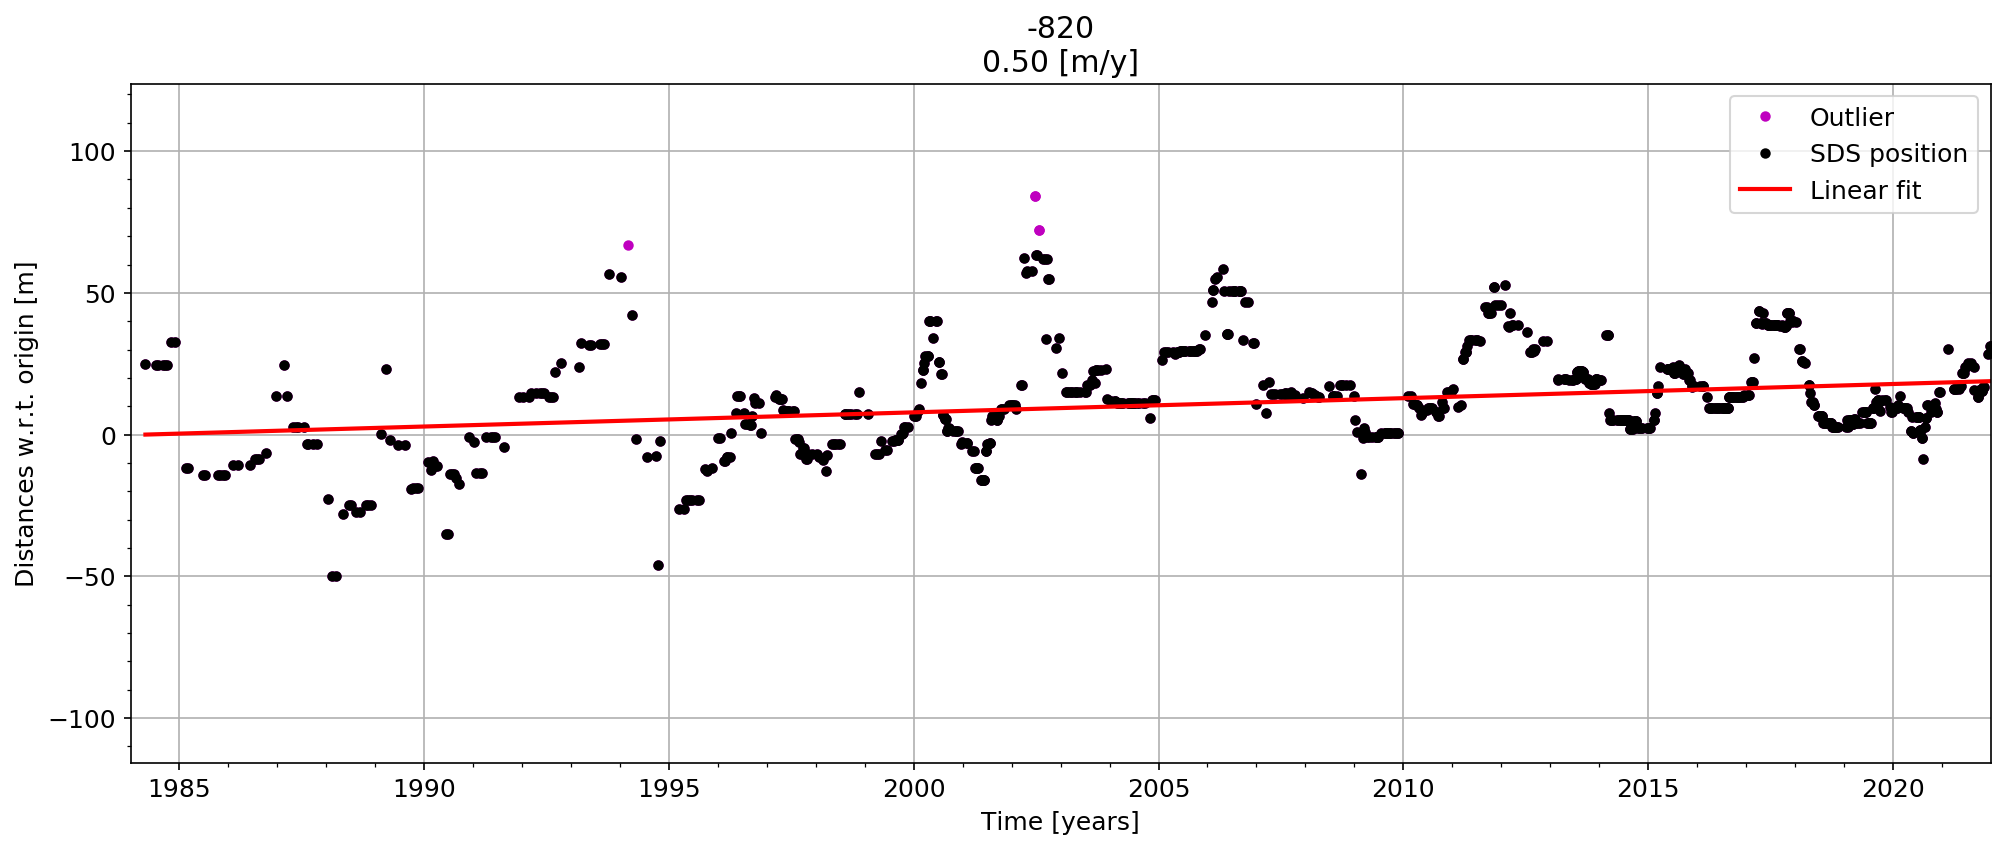 -820
0.50 [m/y]
Outlier
SDS position
Linear fit
Distances w.r.t. origin [m]
100
50
0
−50
−100
1985 1990 1995 2000 2005 2010 2015 2020
Time [years]